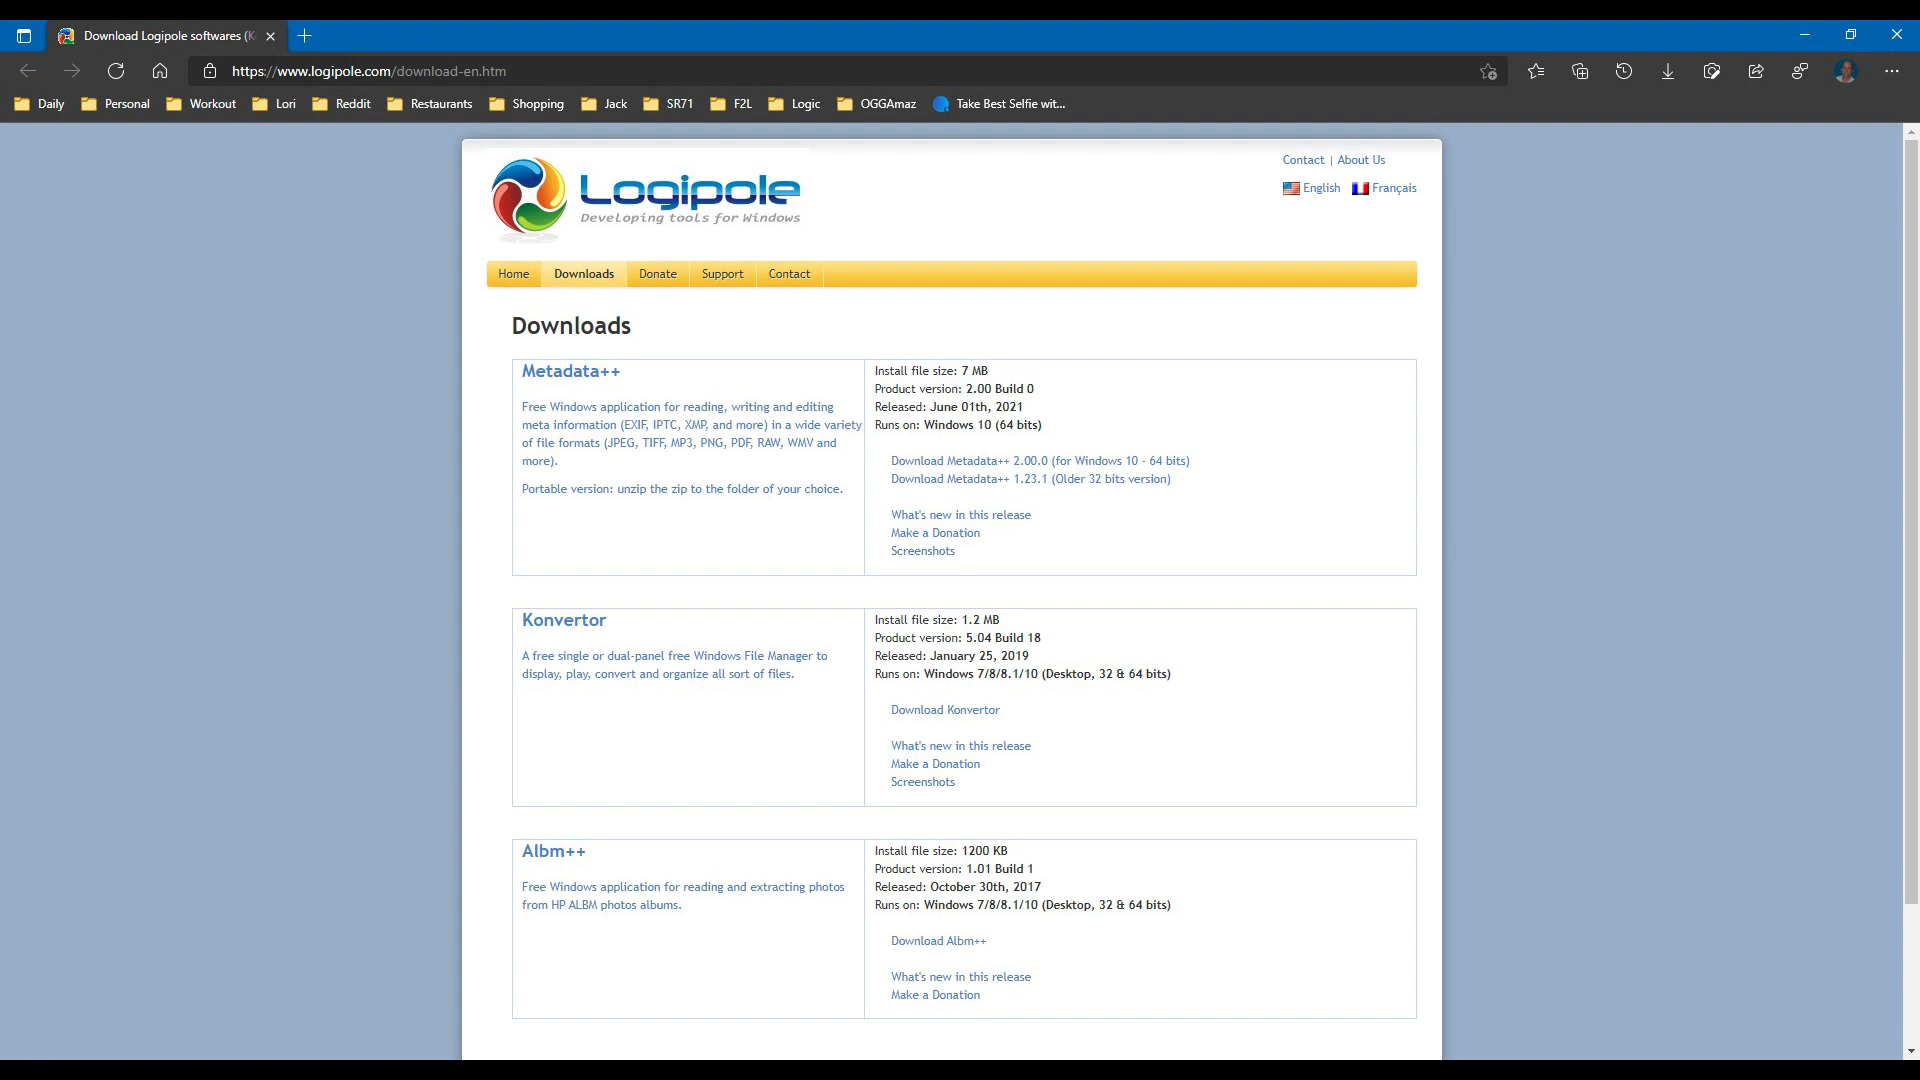 Download Logipole softwares (K
https://www.logipole.com/download-en.htm
Daily Personal Workout Lori Reddit Restaurants Shopping Jack SR71 F2L Logic OGGAmaz Take Best Selfie wit...
Logipole
Developing tools for Windows
Contact | About Us
English Français
Home Downloads Donate Support Contact
Downloads
Metadata++
Free Windows application for reading, writing and editing
meta information (EXIF, IPTC, XMP, and more) in a wide variety
of file formats (JPEG, TIFF, MP3, PNG, PDF, RAW, WMV and
more).
Portable version: unzip the zip to the folder of your choice.
Install file size: 7 MB
Product version: 2.00 Build 0
Released: June 01th, 2021
Runs on: Windows 10 (64 bits)
Download Metadata++ 2.00.0 (for Windows 10 - 64 bits)
Download Metadata++ 1.23.1 (Older 32 bits version)
What's new in this release
Make a Donation
Screenshots
Konvertor
A free single or dual-panel free Windows File Manager to
display, play, convert and organize all sort of files.
Install file size: 1.2 MB
Product version: 5.04 Build 18
Released: January 25, 2019
Runs on: Windows 7/8/8.1/10 (Desktop, 32 & 64 bits)
Download Konvertor
What's new in this release
Make a Donation
Screenshots
Albm++
Free Windows application for reading and extracting photos
from HP ALBM photos albums.
Install file size: 1200 KB
Product version: 1.01 Build 1
Released: October 30th, 2017
Runs on: Windows 7/8/8.1/10 (Desktop, 32 & 64 bits)
Download Albm++
What's new in this release
Make a Donation